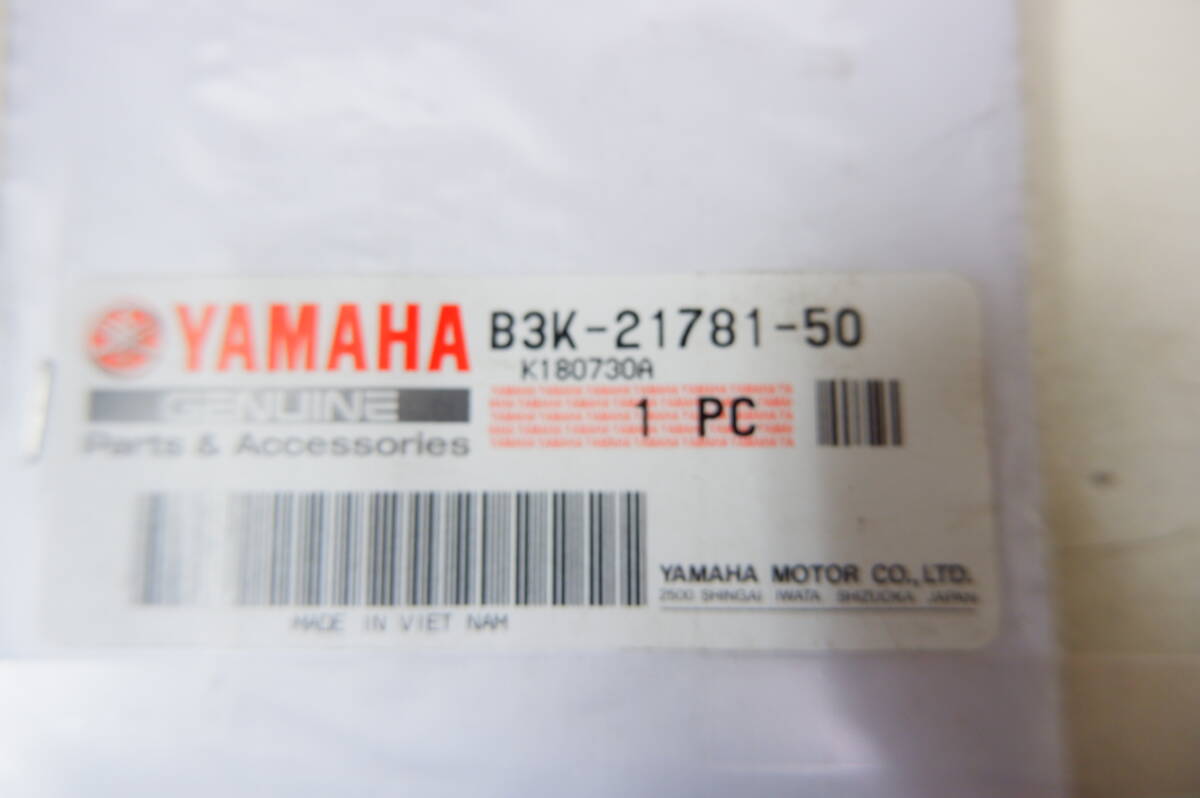 YAMAHA B3K-21781-50
K180730A
GENUINE
1 PC
Parts & Accessories
YAMAHA MOTOR CO., LTD.
2500 SHINGAI IWATA SHIZUOKA JAPAN
MADE IN VIET NAM